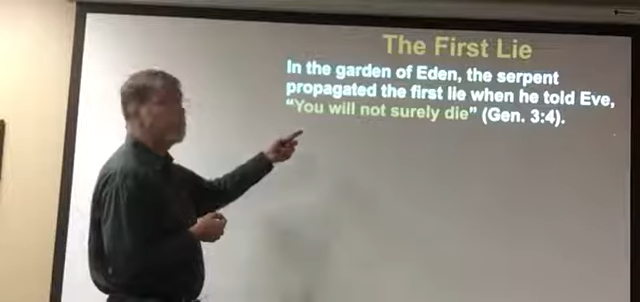 The First Lie
In the garden of Eden, the serpent
propagated the first lie when he told Eve,
“You will not surely die” (Gen. 3:4).